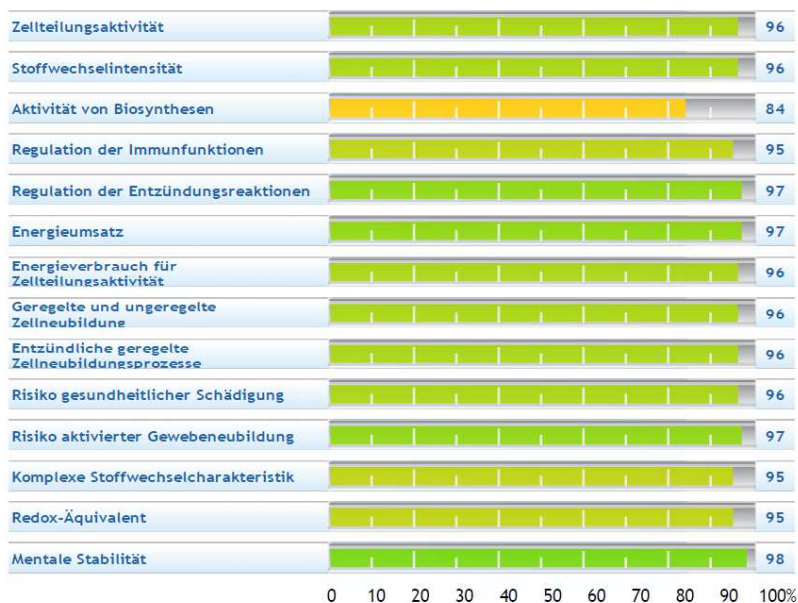 Zellteilungsaktivität 96
Stoffwechselintensität 96
Aktivität von Biosynthesen 84
Regulation der Immunfunktionen 95
Regulation der Entzündungsreaktionen 97
Energieumsatz 97
Energieverbrauch für
Zellteilungsaktivität 96
Geregelte und ungeregelte
Zellneubildung 96
Entzündliche geregelte
Zellneubildungsprozesse 96
Risiko gesundheitlicher Schädigung 96
Risiko aktivierter Gewebeneubildung 97
Komplexe Stoffwechselcharakteristik 95
Redox-Äquivalent 95
Mentale Stabilität 98
0 10 20 30 40 50 60 70 80 90 100%